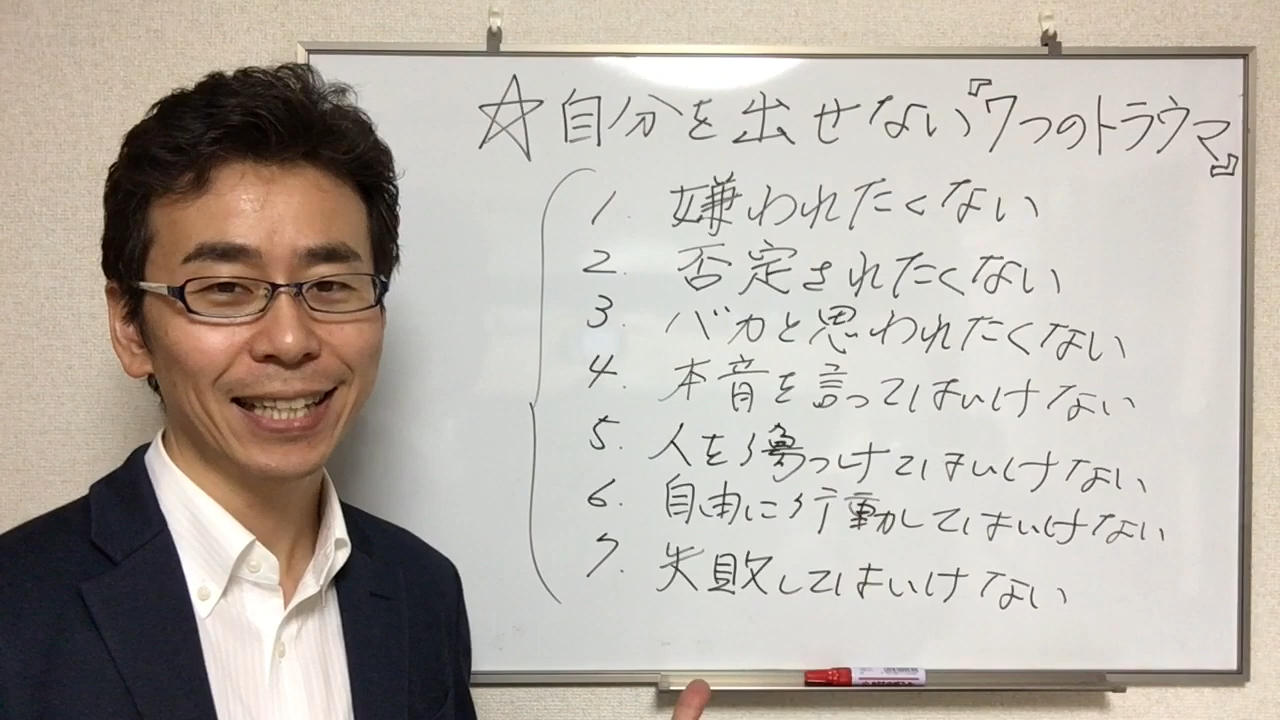 ☆自分を出せない『7つのトラウマ』
1. 嫌われたくない
2. 否定されたくない
3. バカと思われたくない
4. 本音を言ってはいけない
5. 人を傷つけてはいけない
6. 自由に行動してはいけない
7. 失敗してはいけない